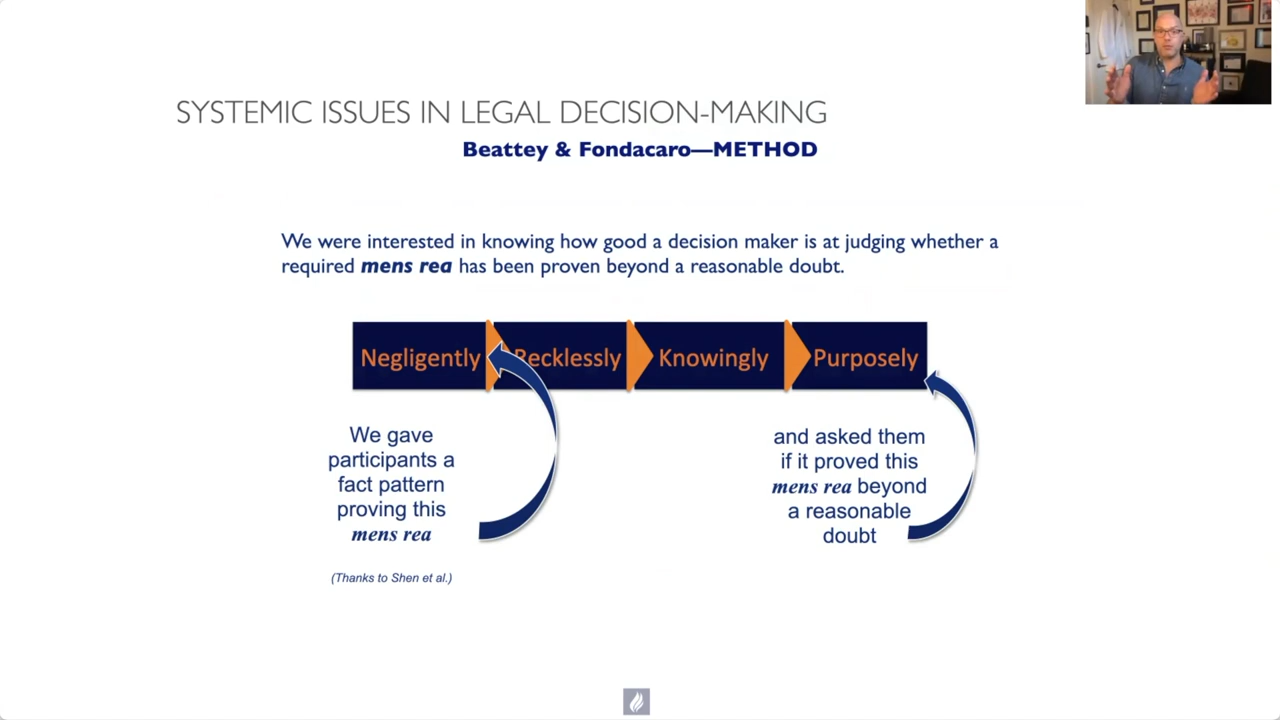 SYSTEMIC ISSUES IN LEGAL DECISION-MAKING
Beattey & Fondacaro—METHOD
We were interested in knowing how good a decision maker is at judging whether a
required mens rea has been proven beyond a reasonable doubt.
Negligently Recklessly Knowingly Purposely
We gave
participants a
fact pattern
proving this
mens rea
(Thanks to Shen et al.)
and asked them
if it proved this
mens rea beyond
a reasonable
doubt